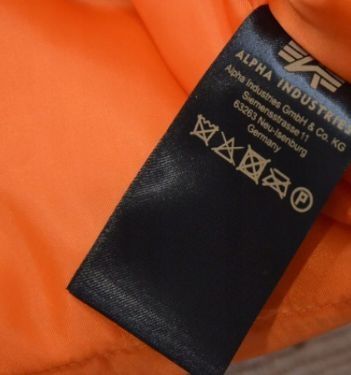 ALPHA INDUSTRIES
Alpha Industries GmbH & Co. KG
Siemensstrasse 11
63263 Neu-Isenburg
Germany
P